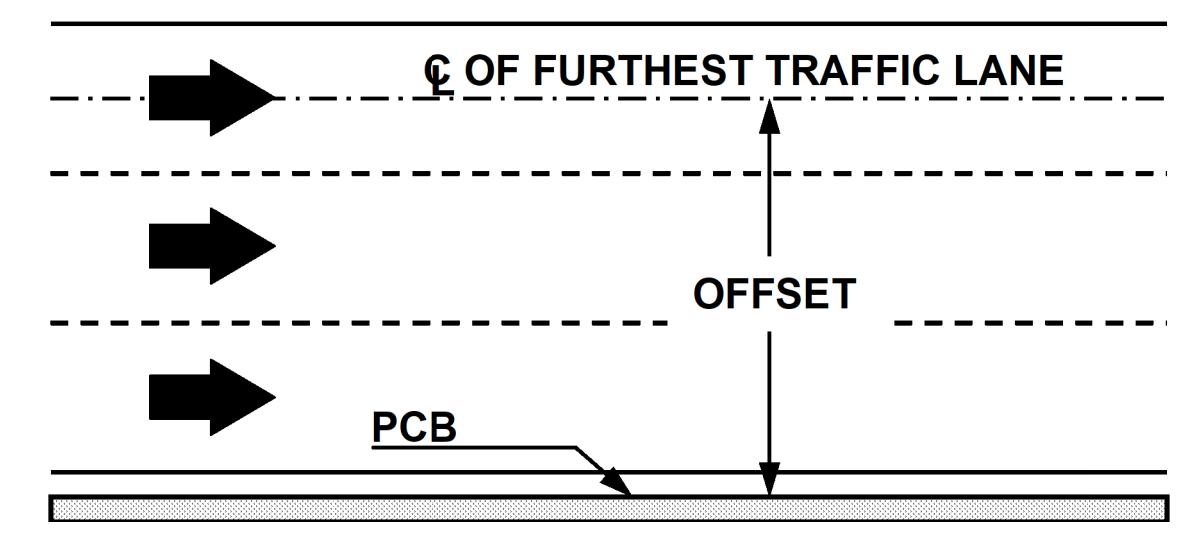 ℄ OF FURTHEST TRAFFIC LANE
OFFSET
PCB